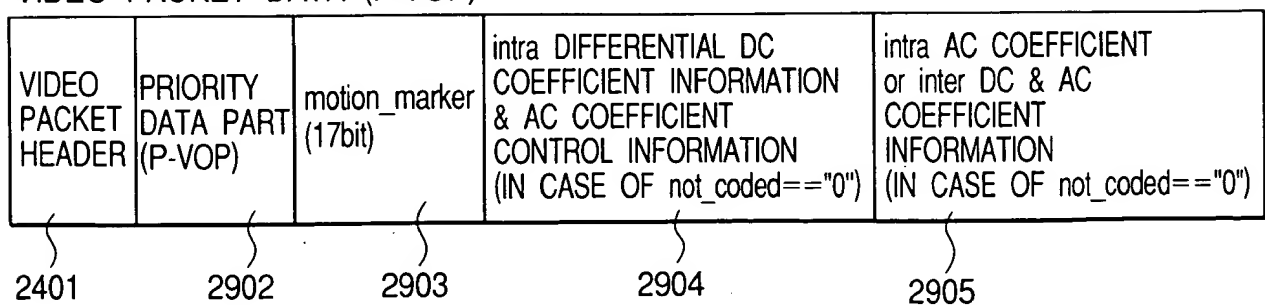 VIDEO
PACKET
HEADER
PRIORITY
DATA PART
(P-VOP)
motion_marker
(17bit)
intra DIFFERENTIAL DC
COEFFICIENT INFORMATION
& AC COEFFICIENT
CONTROL INFORMATION
(IN CASE OF not_coded=="0")
intra AC COEFFICIENT
or inter DC & AC
COEFFICIENT
INFORMATION
(IN CASE OF not_coded=="0")
2401
2902
2903
2904
2905